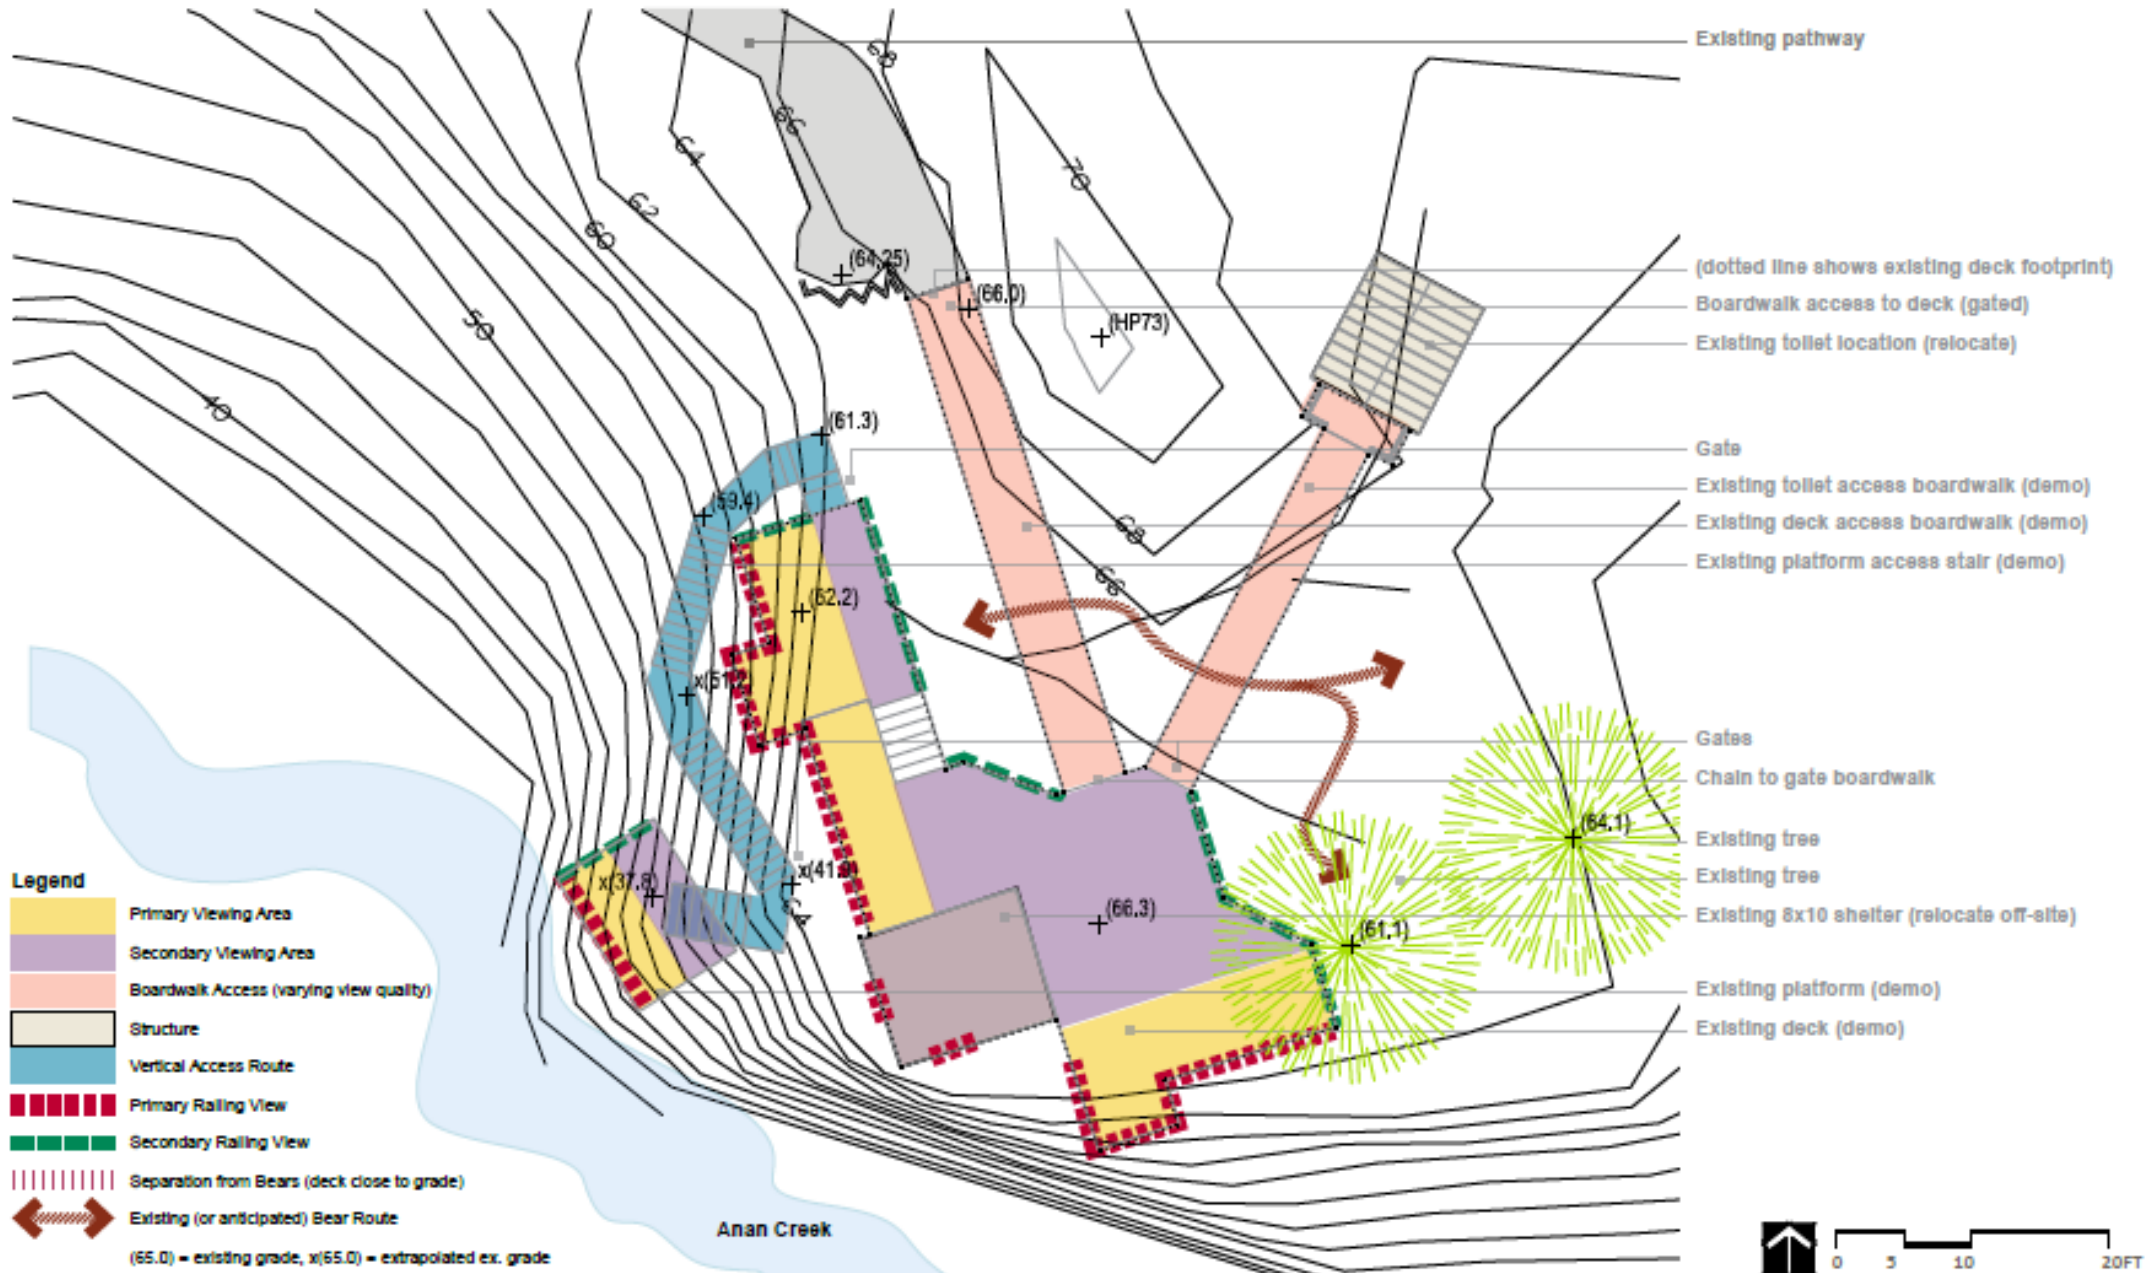 Existing pathway
68
66
64
70
62
60
(64.25)
(dotted line shows existing deck footprint)
(66.0)
Boardwalk access to deck (gated)
(HP73)
50
Existing toilet location (relocate)
40
(61.3)
Gate
Existing toilet access boardwalk (demo)
(59.4)
68
Existing deck access boardwalk (demo)
Existing platform access stair (demo)
66
(62.2)
x(51.2)
Gates
Chain to gate boardwalk
(64.1)
Existing tree
x(41.9)
Existing tree
Legend
x(37.8)
Primary Viewing Area
(66.3)
Existing 8x10 shelter (relocate off-site)
(61.1)
Secondary Viewing Area
Boardwalk Access (varying view quality)
Existing platform (demo)
Structure
Existing deck (demo)
Vertical Access Route
Primary Railing View
Secondary Railing View
Separation from Bears (deck close to grade)
Existing (or anticipated) Bear Route
Anan Creek
(65.0) = existing grade, x(65.0) = extrapolated ex. grade
0 5 10 20FT